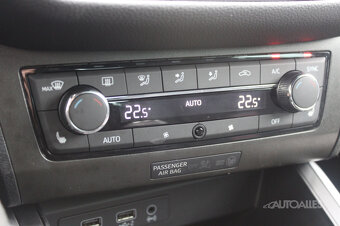 MAX
A/C
SYNC
22.5°
AUTO
22.5°
AUTO
OFF
PASSENGER
AIR BAG
AUTOALLES